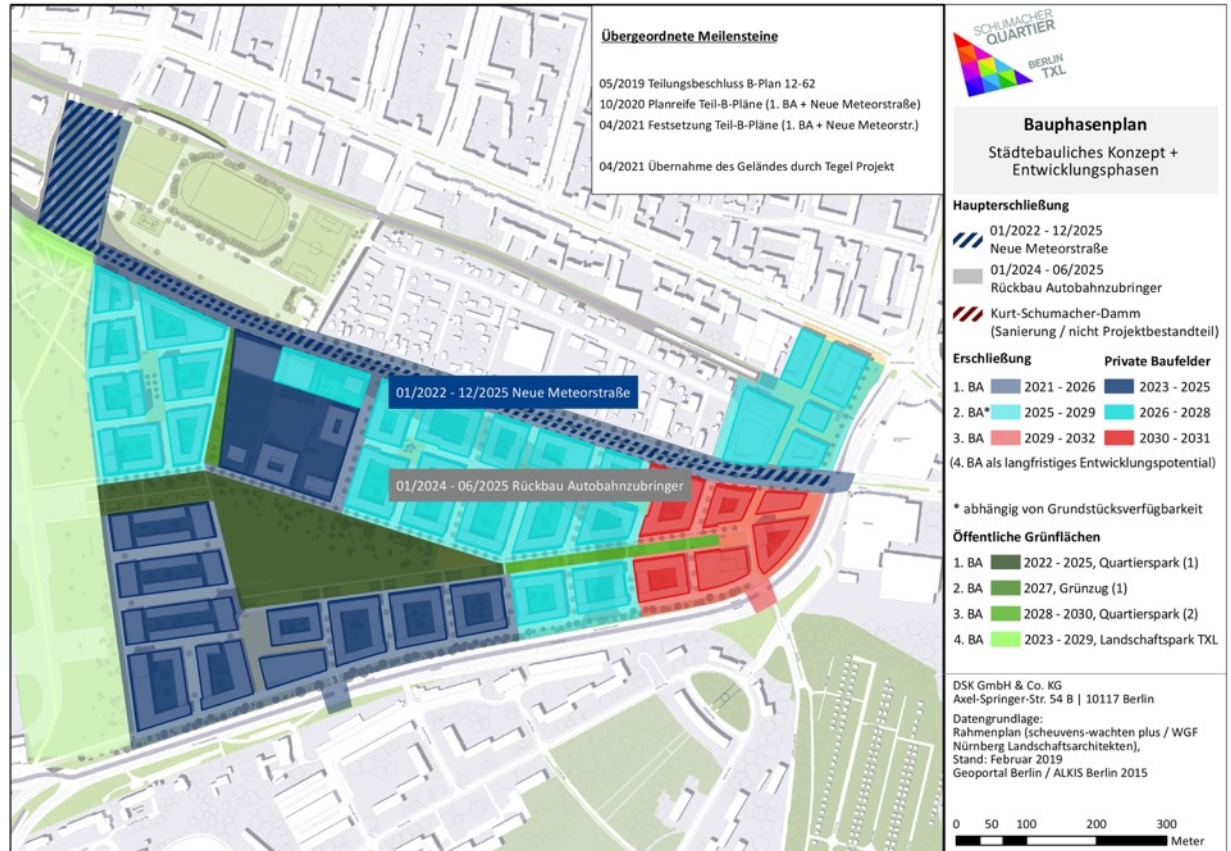 Übergeordnete Meilensteine
05/2019 Teilungsbeschluss B-Plan 12-62
10/2020 Planreife Teil-B-Pläne (1. BA + Neue Meteorstraße)
04/2021 Festsetzung Teil-B-Pläne (1. BA + Neue Meteorstr.)
04/2021 Übernahme des Geländes durch Tegel Projekt
01/2022 - 12/2025 Neue Meteorstraße
01/2024 - 06/2025 Rückbau Autobahnzubringer
SCHUMACHER
QUARTIER
BERLIN
TXL
Bauphasenplan
Städtebauliches Konzept +
Entwicklungsphasen
Haupterschließung
01/2022 - 12/2025
Neue Meteorstraße
01/2024 - 06/2025
Rückbau Autobahnzubringer
Kurt-Schumacher-Damm
(Sanierung / nicht Projektbestandteil)
Erschließung Private Baufelder
1. BA 2021 - 2026 2023 - 2025
2. BA* 2025 - 2029 2026 - 2028
3. BA 2029 - 2032 2030 - 2031
(4. BA als langfristiges Entwicklungspotential)
* abhängig von Grundstücksverfügbarkeit
Öffentliche Grünflächen
1. BA 2022 - 2025, Quartierspark (1)
2. BA 2027, Grünzug (1)
3. BA 2028 - 2030, Quartierspark (2)
4. BA 2023 - 2029, Landschaftspark TXL
DSK GmbH & Co. KG
Axel-Springer-Str. 54 B | 10117 Berlin
Datengrundlage:
Rahmenplan (scheuvens-wachten plus / WGF
Nürnberg Landschaftsarchitekten),
Stand: Februar 2019
Geoportal Berlin / ALKIS Berlin 2015
0 50 100 200 300
Meter